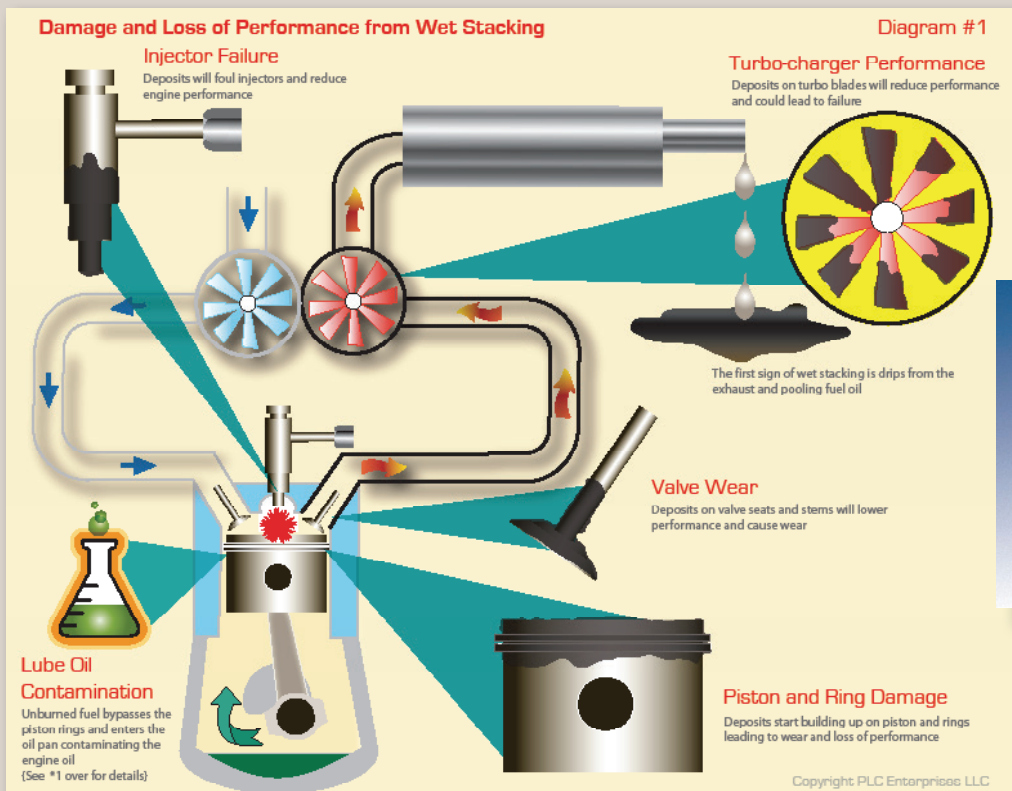 Damage and Loss of Performance from Wet Stacking
Diagram #1
Injector Failure
Deposits will foul injectors and reduce
engine performance
Turbo-charger Performance
Deposits on turbo blades will reduce performance
and could lead to failure
The first sign of wet stacking is drips from the
exhaust and pooling fuel oil
Valve Wear
Deposits on valve seats and stems will lower
performance and cause wear
Lube Oil
Contamination
Unburned fuel bypasses the
piston rings and enters the
oil pan contaminating the
engine oil
{See *1 over for details}
Piston and Ring Damage
Deposits start building up on piston and rings
leading to wear and loss of performance
Copyright PLC Enterprises LLC